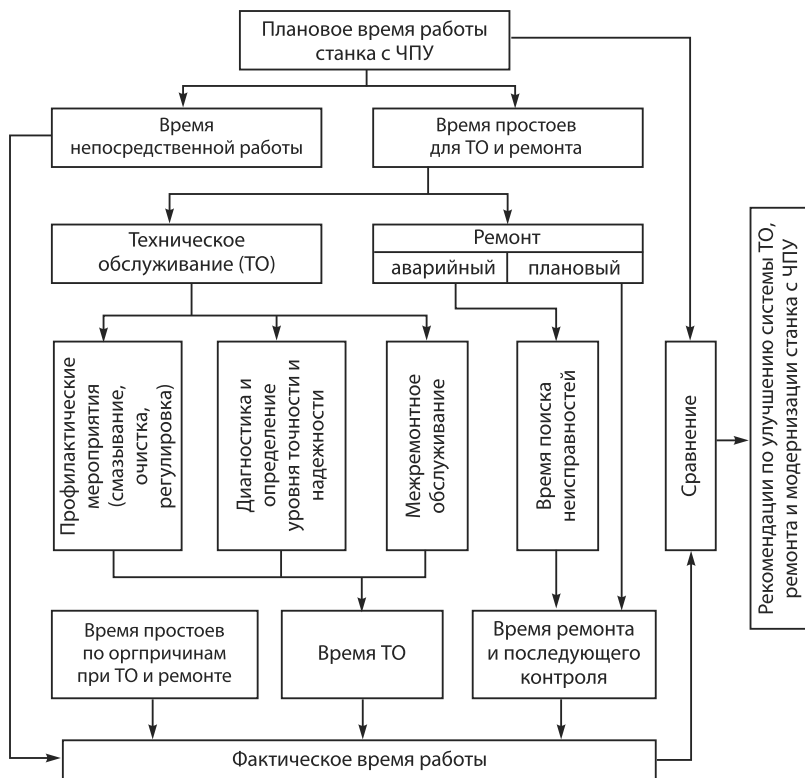 Плановое время работы
станка с ЧПУ
Время
непосредственной работы
Время простоев
для ТО и ремонта
Техническое
обслуживание (ТО)
Ремонт
аварийный
плановый
Профилактические
мероприятия
(смазывание,
очистка,
регулировка)
Диагностика и
определение
уровня точности и
надежности
Межремонтное
обслуживание
Время поиска
неисправностей
Сравнение
Рекомендации по улучшению системы ТО,
ремонта и модернизации станка с ЧПУ
Время простоев
по оргпричинам
при ТО и ремонте
Время ТО
Время ремонта
и последующего
контроля
Фактическое время работы